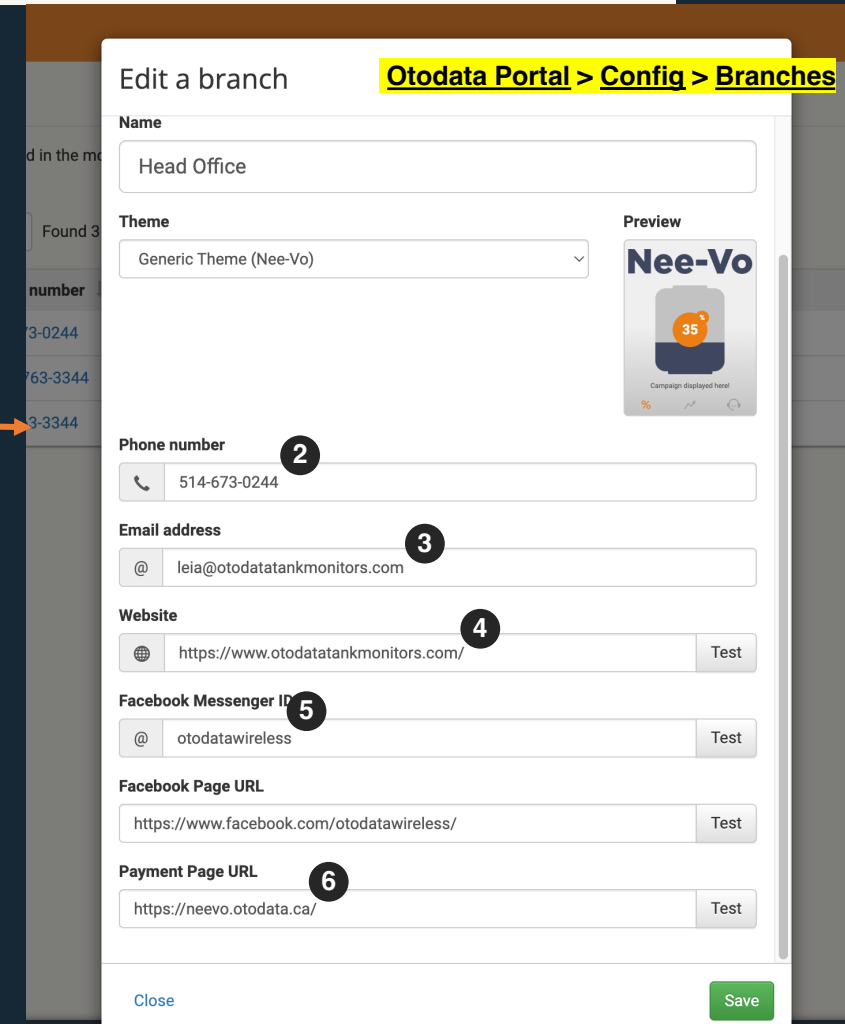 Edit a branch
Otodata Portal > Config > Branches
Name
Head Office
d in the mo
Found 3
number
3-0244
763-3344
3-3344
Theme
Preview
Generic Theme (Nee-Vo)
Nee-Vo
35
%
Campaign displayed here!
%
Phone number
2
514-673-0244
Email address
3
@
leia@otodatatankmonitors.com
Website
4
https://www.otodatatankmonitors.com/
Test
Facebook Messenger ID
5
@
otodatawireless
Test
Facebook Page URL
https://www.facebook.com/otodatawireless/
Test
Payment Page URL
6
https://neevo.otodata.ca/
Test
Close
Save